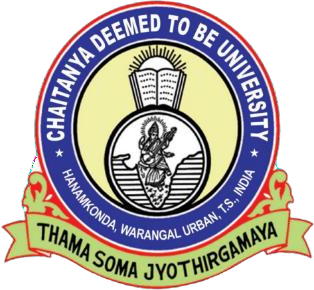 CHAITANYA DEEMED TO BE UNIVERSITY
HANAMKONDA, WARANGAL URBAN, T.S., INDIA
THAMA SOMA JYOTHIRGAMAYA